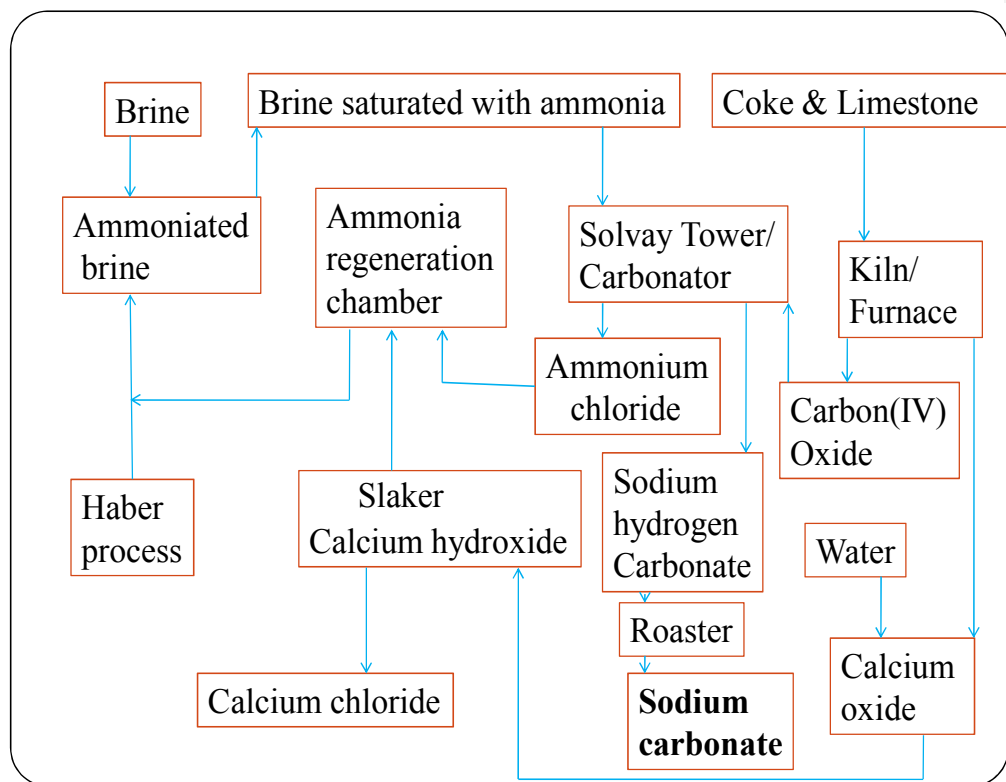 Brine
Brine saturated with ammonia
Coke & Limestone
Ammoniated
brine
Ammonia
regeneration
chamber
Solvay Tower/
Carbonator
Kiln/
Furnace
Ammonium
chloride
Carbon(IV)
Oxide
Haber
process
Slaker
Calcium hydroxide
Sodium
hydrogen
Carbonate
Water
Roaster
Calcium chloride
Sodium
carbonate
Calcium
oxide